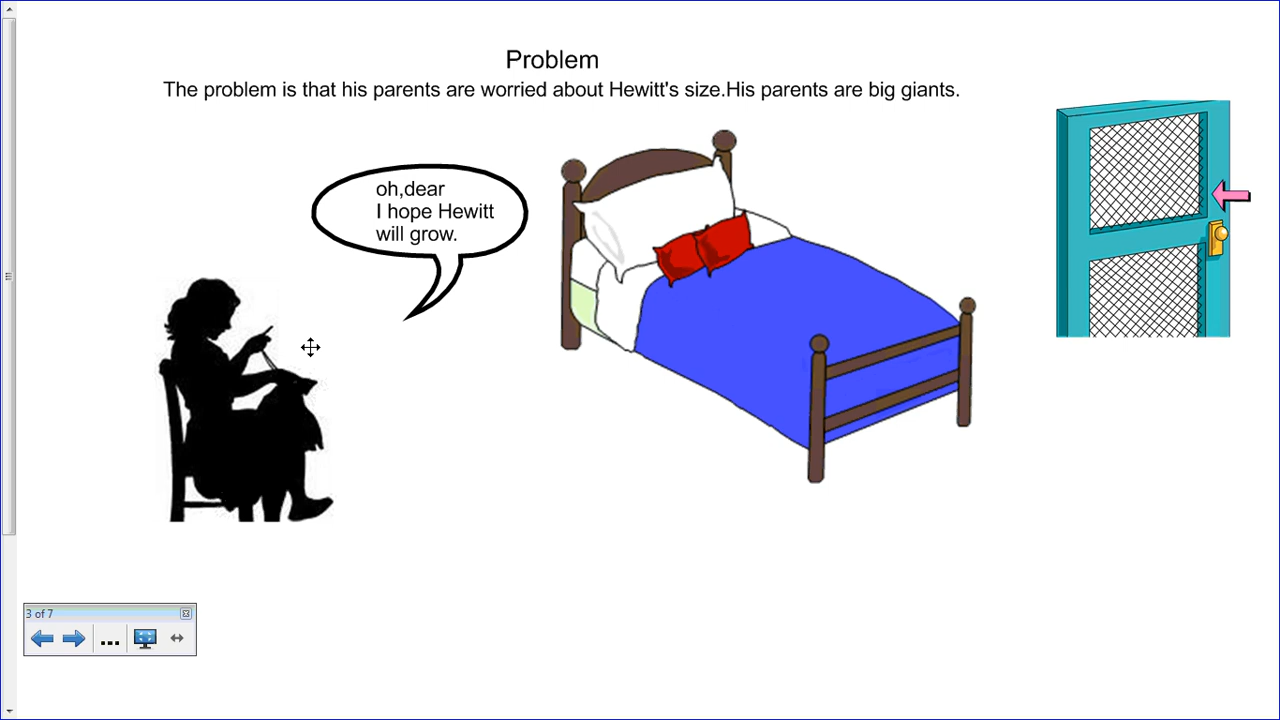 Problem
The problem is that his parents are worried about Hewitt's size.His parents are big giants.
oh,dear
I hope Hewitt
will grow.
3 of 7
...